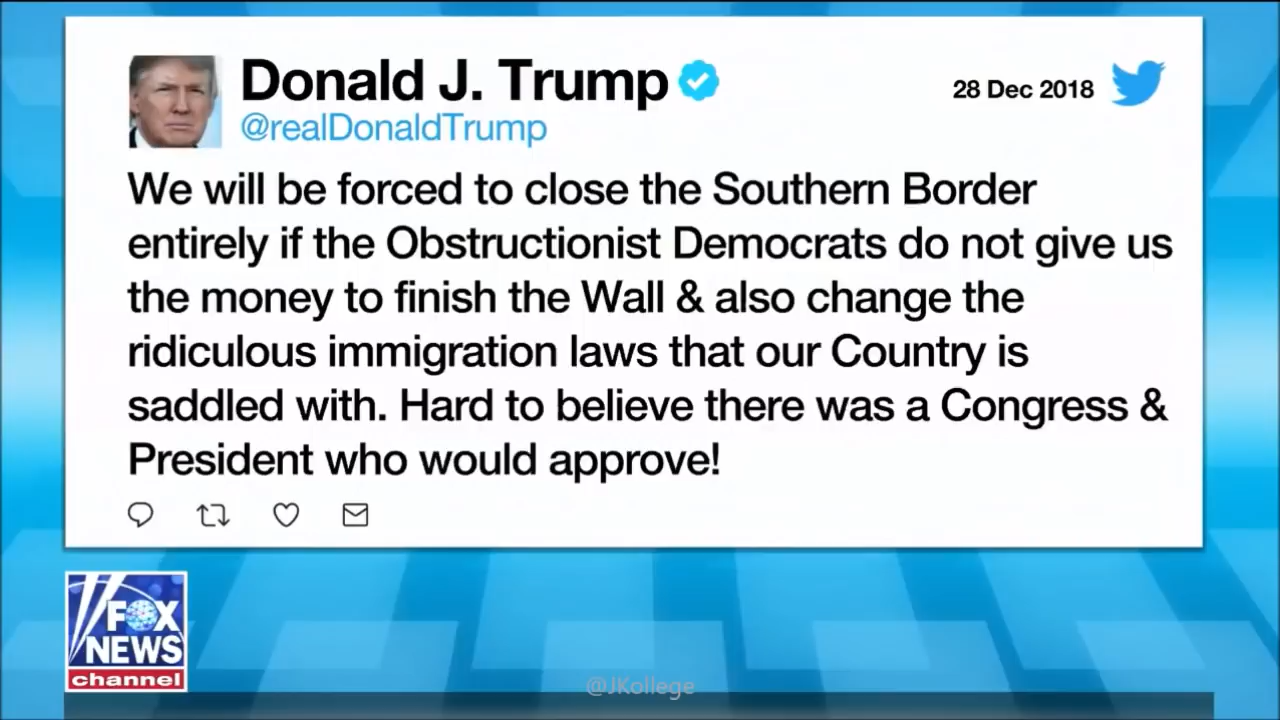 Donald J. Trump
@realDonaldTrump
28 Dec 2018
We will be forced to close the Southern Border
entirely if the Obstructionist Democrats do not give us
the money to finish the Wall & also change the
ridiculous immigration laws that our Country is
saddled with. Hard to believe there was a Congress &
President who would approve!
FOX
NEWS
channel
@JKollege